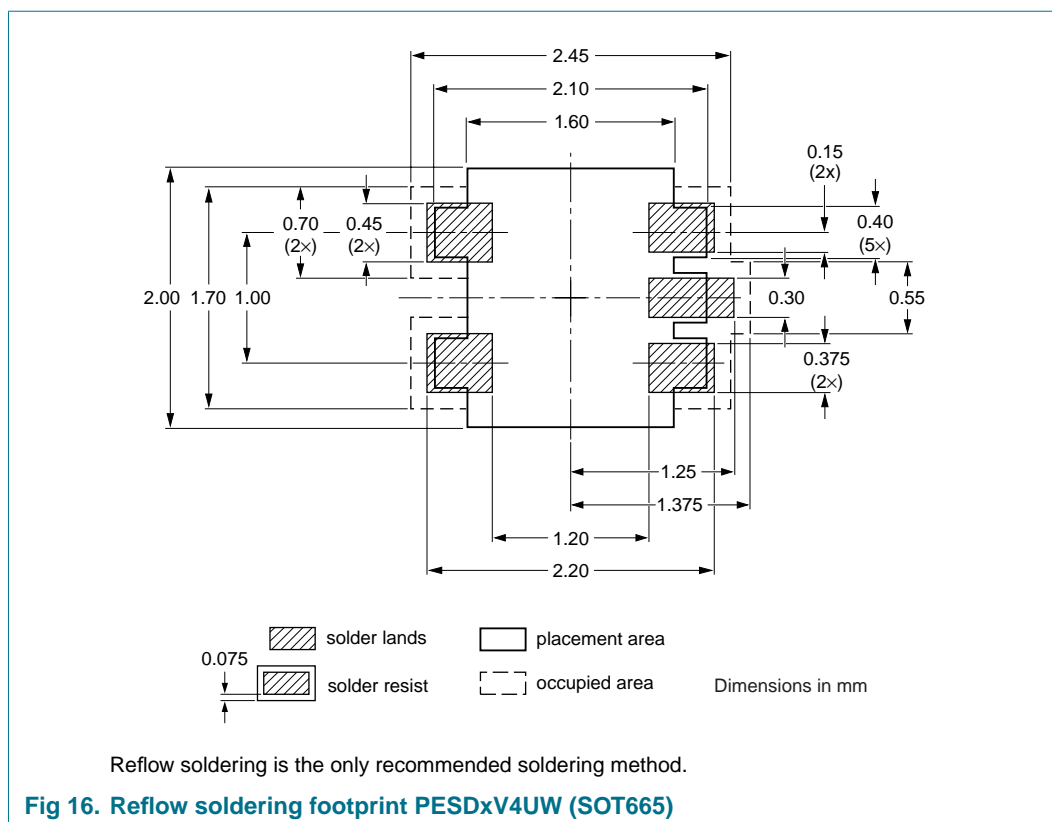 2.45
2.10
1.60
0.15
(2x)
0.70
(2×)
0.45
(2×)
0.40
(5×)
2.00 1.70 1.00
0.30
0.55
0.375
(2×)
1.25
1.375
1.20
2.20
solder lands
placement area
0.075
solder resist
occupied area
Dimensions in mm
Reflow soldering is the only recommended soldering method.
Fig 16. Reflow soldering footprint PESDxV4UW (SOT665)